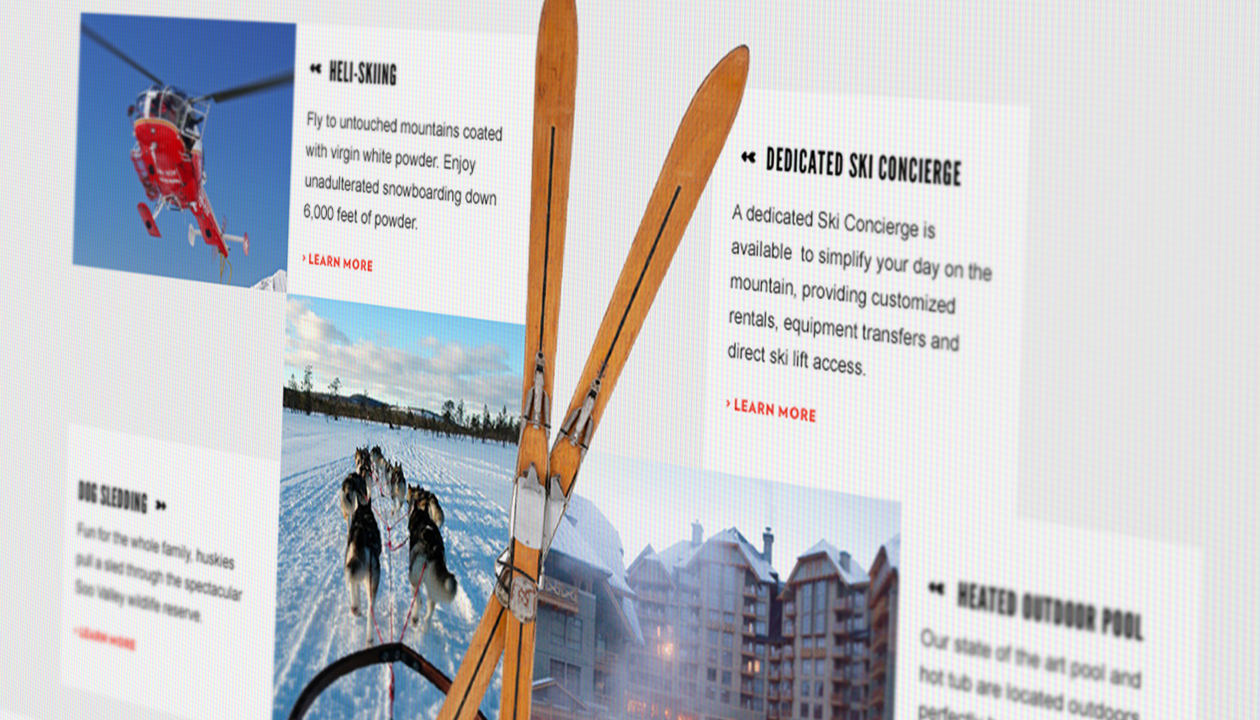 HELI-SKIING
Fly to untouched mountains coated
with virgin white powder. Enjoy
unadulterated snowboarding down
6,000 feet of powder.
› LEARN MORE
DEDICATED SKI CONCIERGE
A dedicated Ski Concierge is
available to simplify your day on the
mountain, providing customized
rentals, equipment transfers and
direct ski lift access.
› LEARN MORE
DOG SLEDDING
Fun for the whole family, huskies
pull a sled through the spectacular
Soo Valley wildlife reserve.
› LEARN MORE
HEATED OUTDOOR POOL
Our state of the art pool and
hot tub are located outdoors